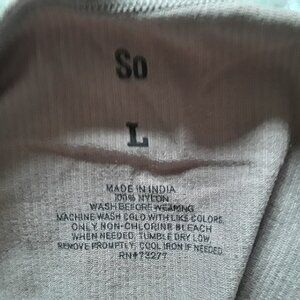 So
L
MADE IN INDIA
100% NYLON
WASH BEFORE WEARING
MACHINE WASH COLD WITH LIKE COLORS
ONLY NON-CHLORINE BLEACH
WHEN NEEDED, TUMBLE DRY LOW
REMOVE PROMPTLY, COOL IRON IF NEEDED
RN#73277